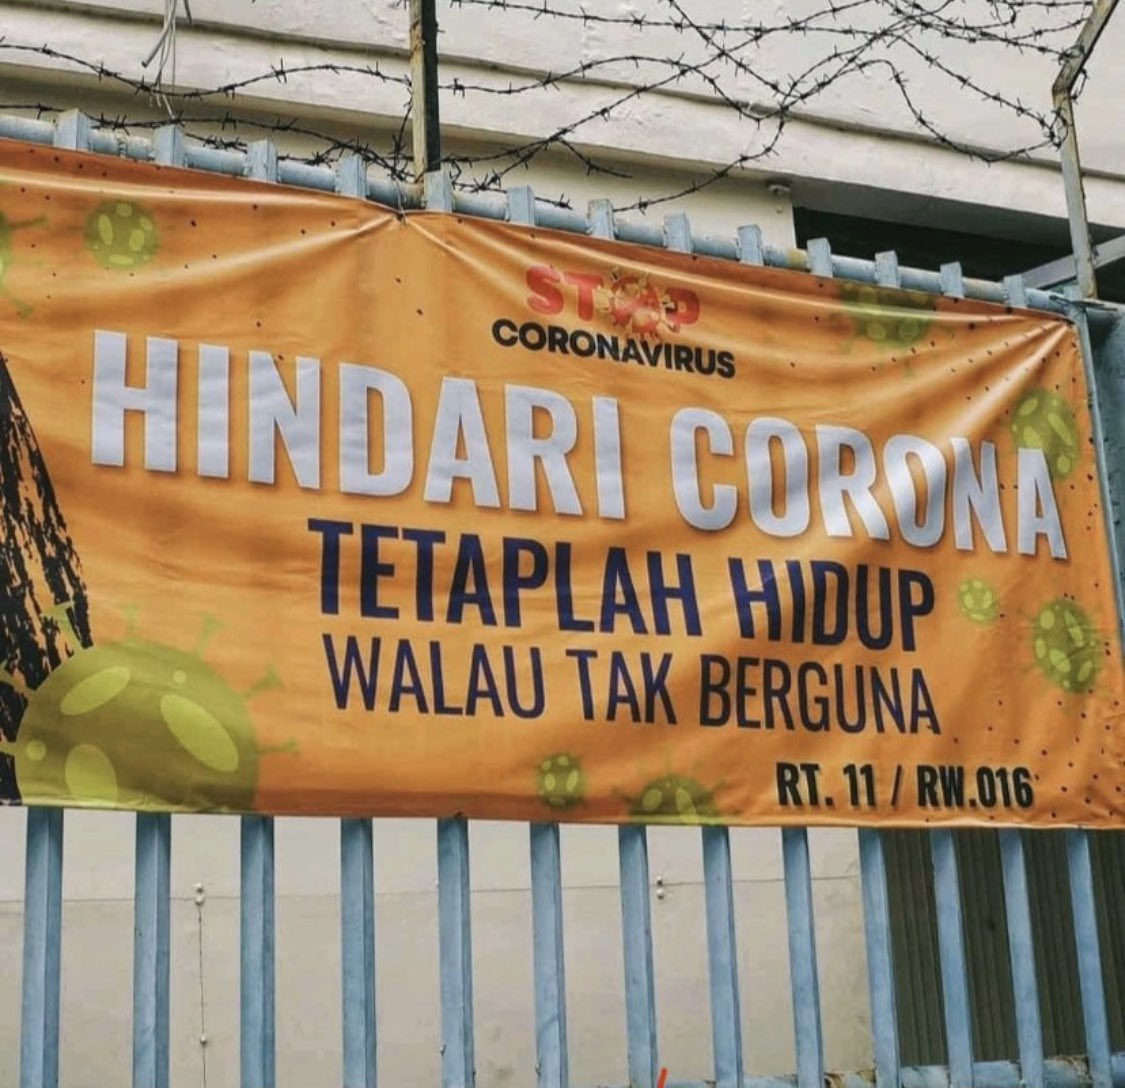 STOP
CORONAVIRUS
HINDARI CORONA
TETAPLAH HIDUP
WALAU TAK BERGUNA
RT. 11 / RW.016